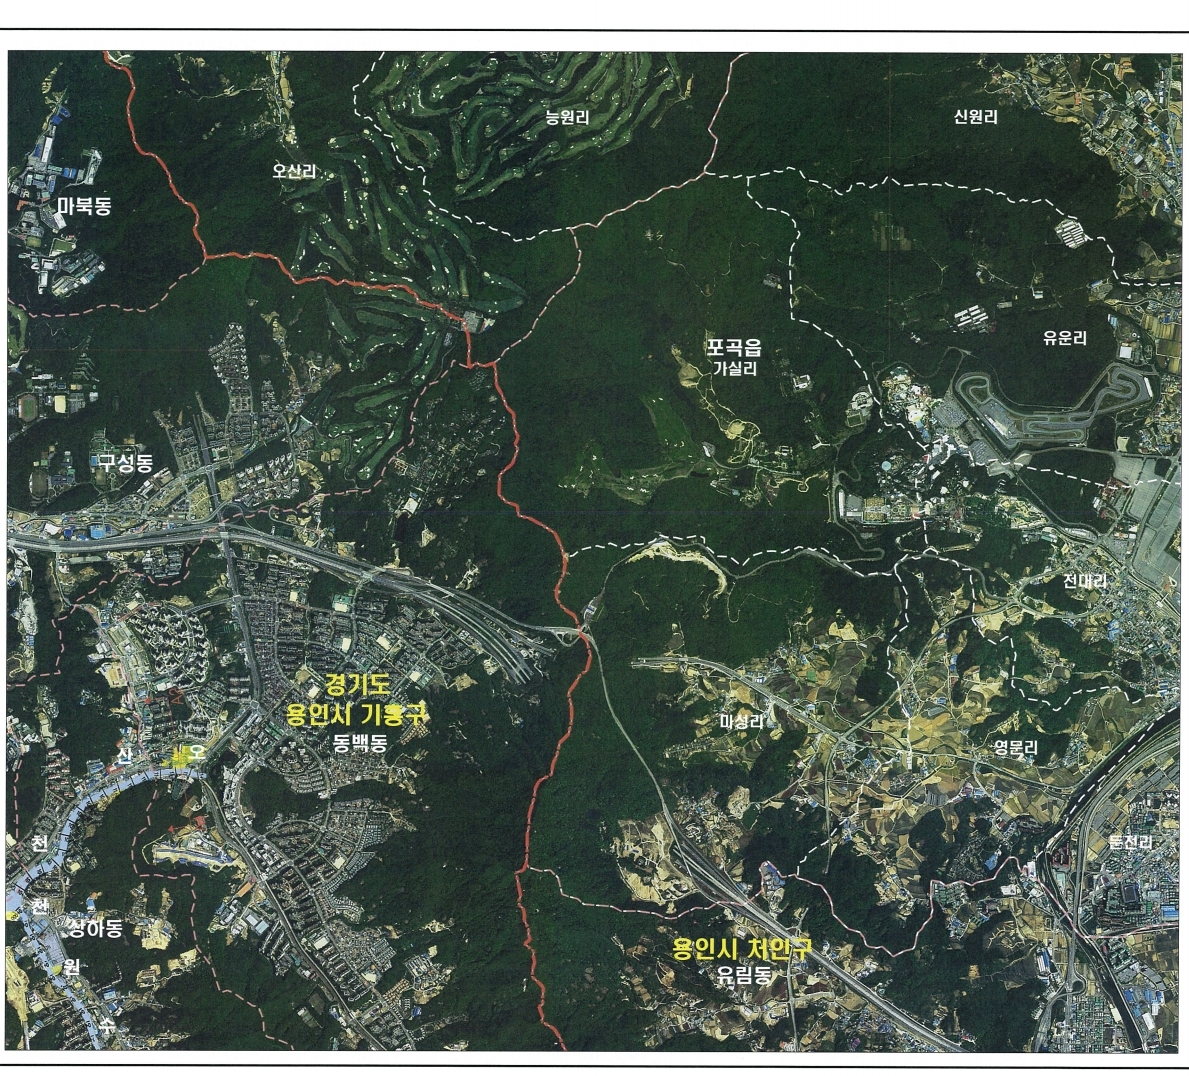 능원리
신원리
오산리
마북동
유운리
포곡읍
가실리
구성동
전대리
경기도
용인시 기흥구
동백동
마성리
영문리
산
오
천
둔전리
전
상하동
용인시 처인구
유림동
원
수